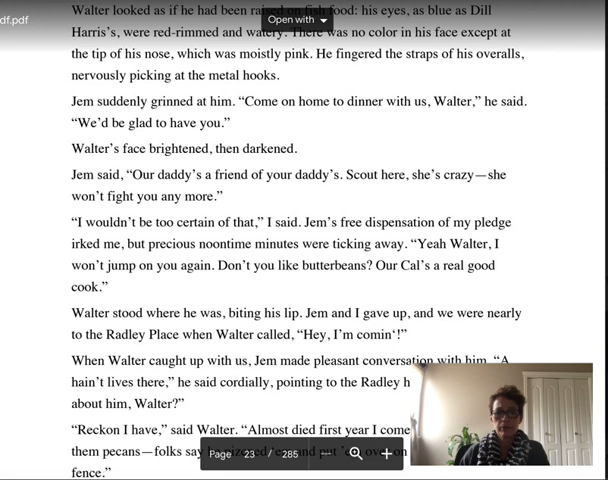 df.pdf
Open with
Walter looked as if he had been raised on fish food: his eyes, as blue as Dill
Harris’s, were red-rimmed and watery. There was no color in his face except at
the tip of his nose, which was moistly pink. He fingered the straps of his overalls,
nervously picking at the metal hooks.
Jem suddenly grinned at him. “Come on home to dinner with us, Walter,” he said.
“We’d be glad to have you.”
Walter’s face brightened, then darkened.
Jem said, “Our daddy’s a friend of your daddy’s. Scout here, she’s crazy—she
won’t fight you any more.”
“I wouldn’t be too certain of that,” I said. Jem’s free dispensation of my pledge
irked me, but precious noontime minutes were ticking away. “Yeah Walter, I
won’t jump on you again. Don’t you like butterbeans? Our Cal’s a real good
cook.”
Walter stood where he was, biting his lip. Jem and I gave up, and we were nearly
to the Radley Place when Walter called, “Hey, I’m comin‘!”
When Walter caught up with us, Jem made pleasant conversation with him. “A
hain’t lives there,” he said cordially, pointing to the Radley h
about him, Walter?”
“Reckon I have,” said Walter. “Almost died first year I come
them pecans—folks say he
fence.”
Page 23 / 285